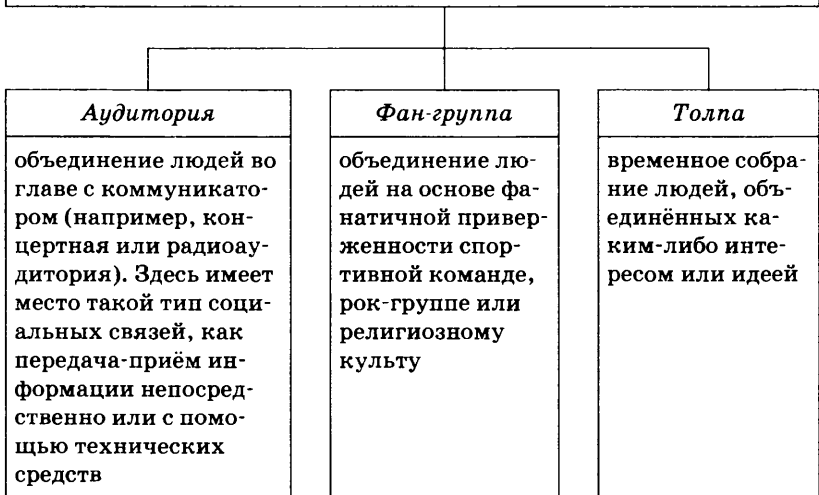 Аудитория
объединение людей во
главе с коммуникато-
ром (например, кон-
цертная или радиоау-
дитория). Здесь имеет
место такой тип соци-
альных связей, как
передача-приём ин-
формации непосред-
ственно или с помо-
щью технических
средств
Фан-группа
объединение лю-
дей на основе фа-
натичной привер-
женности спор-
тивной команде,
рок-группе или
религиозному
культу
Толпа
временное собра-
ние людей, объ-
единённых ка-
ким-либо инте-
ресом или идеей